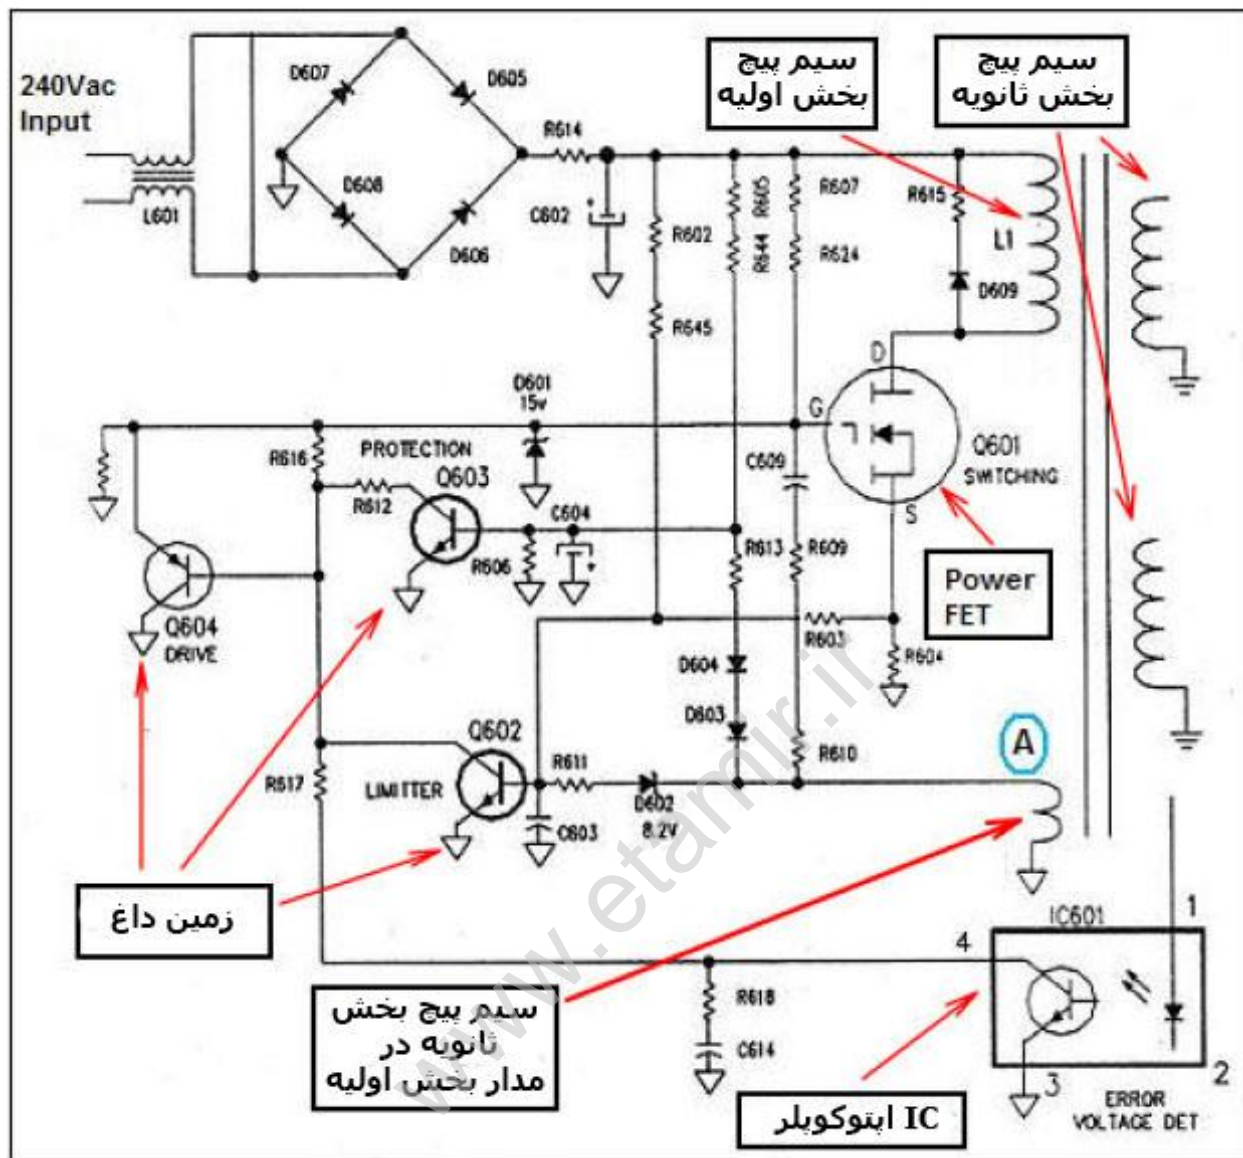 240Vac
Input
سیم پیچ
بخش اولیه
سیم پیچ
بخش ثانویه
D607
D605
R614
D608
D606
L601
C602
R602
R605
R644
R607
R624
R615
L1
D609
R645
D
D601
15v
G
Q601
SWITCHING
S
R616
PROTECTION
Q603
R612
C609
C604
R606
R613
R609
Power
FET
Q604
DRIVE
R603
R604
D604
D603
Q602
R611
R610
A
R617
LIMITTER
D602
8.2V
C603
زمین داغ
IC601
1
4
سیم پیچ بخش
ثانویه در
مدار بخش اولیه
R618
C614
3
2
IC اپتوکوپلر
ERROR
VOLTAGE DET
www.etamir.ir